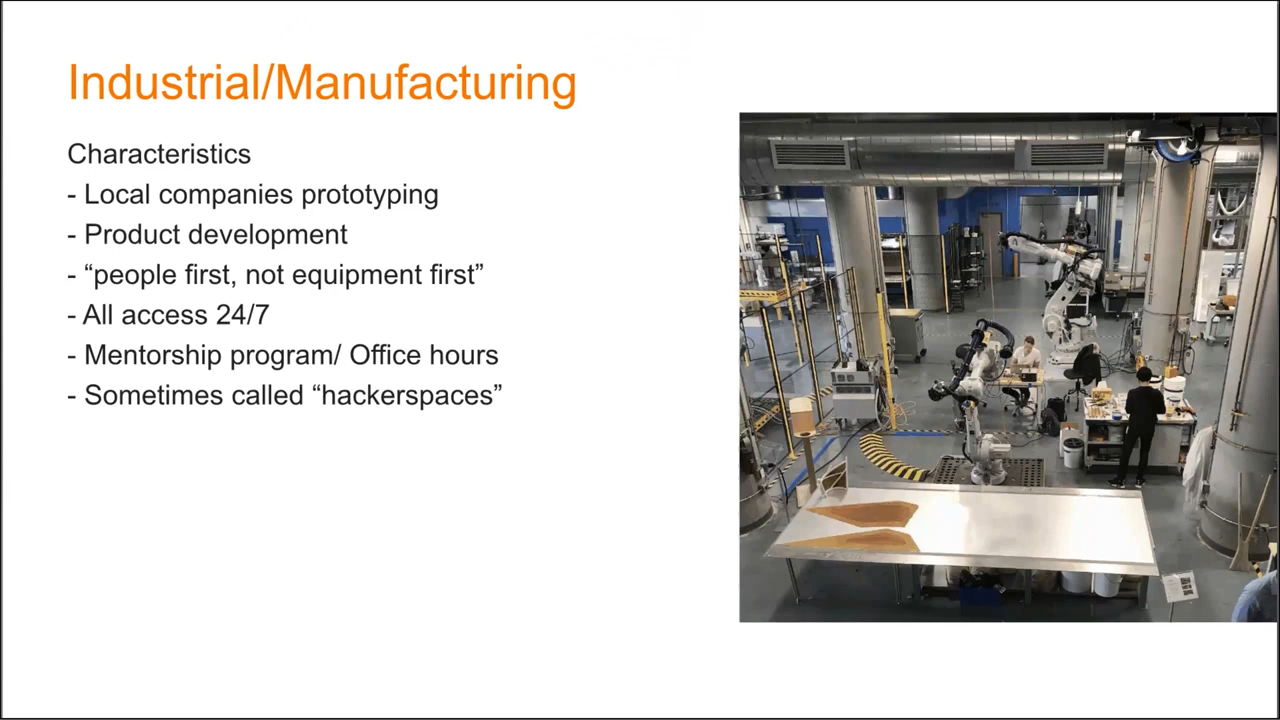 Industrial/Manufacturing
Characteristics
- Local companies prototyping
- Product development
- “people first, not equipment first”
- All access 24/7
- Mentorship program/ Office hours
- Sometimes called “hackerspaces”